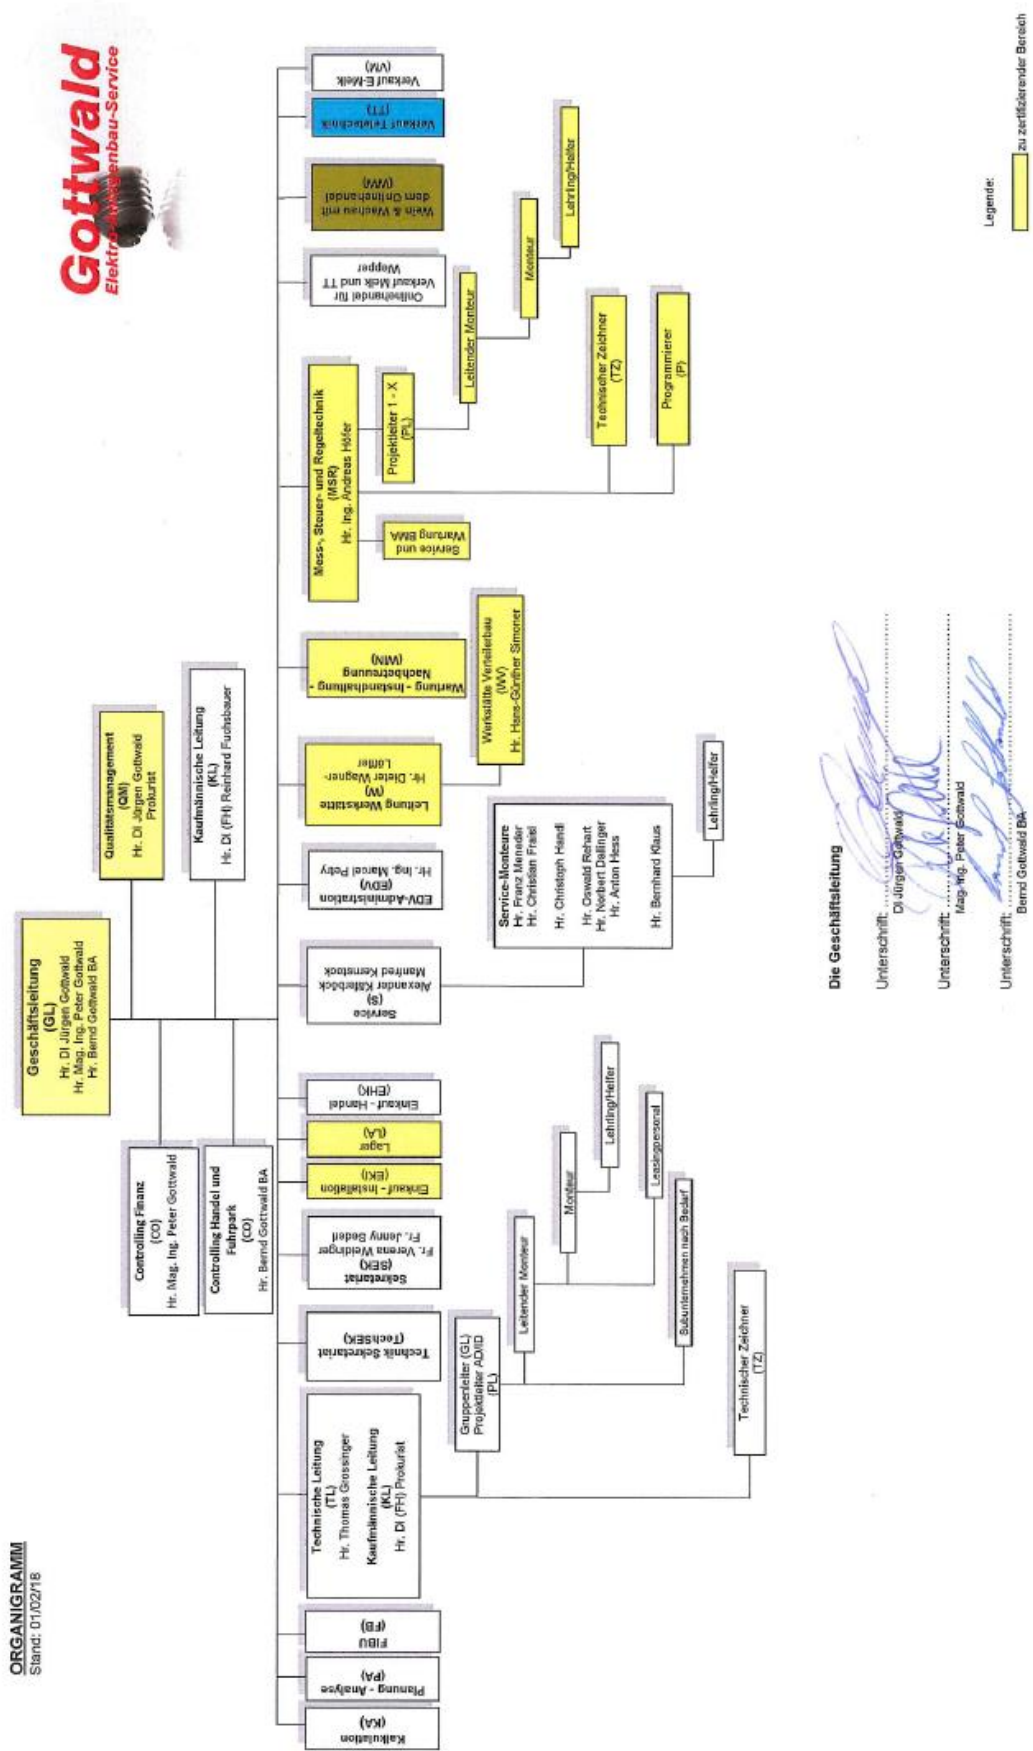 ORGANIGRAMM
Stand: 01/02/18
Gottwald
Elektro-Anlagenbau-Service
Geschäftsleitung
(GL)
Hr. DI Jürgen Gottwald
Hr. Mag. Ing. Peter Gottwald
Hr. Bernd Gottwald BA
Controlling Finanz
(CO)
Hr. Mag. Ing. Peter Gottwald
Qualitätsmanagement
(QM)
Hr. DI Jürgen Gottwald
Prokurist
Controlling Handel und
Fuhrpark
(CO)
Hr. Bernd Gottwald BA
Kaufmännische Leitung
(KL)
Hr. DI (FH) Reinhard Fuchsbauer
Kalkulation
(KA)
Planung - Analyse
(PA)
FIBU
(FB)
Technische Leitung
(TL)
Hr. Thomas Grossinger
Kaufmännische Leitung
(KL)
Hr. DI (FH) Prokurist
Technik Sekretariat
(TechSEK)
Sekretariat
(SEK)
Fr. Verena Weidinger
Fr. Jenny Bederl
Einkauf - Installation
(EKI)
Lager
(LA)
Einkauf - Handel
(EHK)
Service
(S)
Alexander Käferböck
Manfred Kernstock
EDV-Administration
(EDV)
Hr. Ing. Marcel Petry
Leitung Werkstätte
(W)
Hr. Dieter Wagner-
Löffler
Wartung - Instandhaltung -
Nachbetreuung
(WIN)
Mess-, Steuer- und Regeltechnik
(MSR)
Hr. Ing. Andreas Höfer
Onlinehandel für
Verkauf Melk und TT
Wepper
Wein & Wachau mit
dem Onlinehandel
(WW)
Verkauf Teletechnik
(TT)
Verkauf E-Melk
(VM)
Gruppenleiter (GL)
Projektleiter AD/ID
(PL)
Leitender Monteur
Monteur
Lehrling/Helfer
Leasingpersonal
Subunternehmen nach Bedarf
Technischer Zeichner
(TZ)
Service-Monteure
Hr. Franz Meneder
Hr. Christian Fraisl
Hr. Christoph Handl
Hr. Oswald Rehart
Hr. Norbert Dallinger
Hr. Anton Hess
Hr. Bernhard Klaus
Lehrling/Helfer
Werkstätte Verteilerbau
(WV)
Hr. Hans-Günther Simoner
Service und
Wartung BMA
Projektleiter 1 - X
(PL)
Leitender Monteur
Monteur
Lehrling/Helfer
Technischer Zeichner
(TZ)
Programmierer
(P)
Die Geschäftsleitung
Unterschrift:
DI Jürgen Gottwald
Unterschrift:
Mag. Ing. Peter Gottwald
Unterschrift:
Bernd Gottwald BA
Legende:
zu zertifizierender Bereich